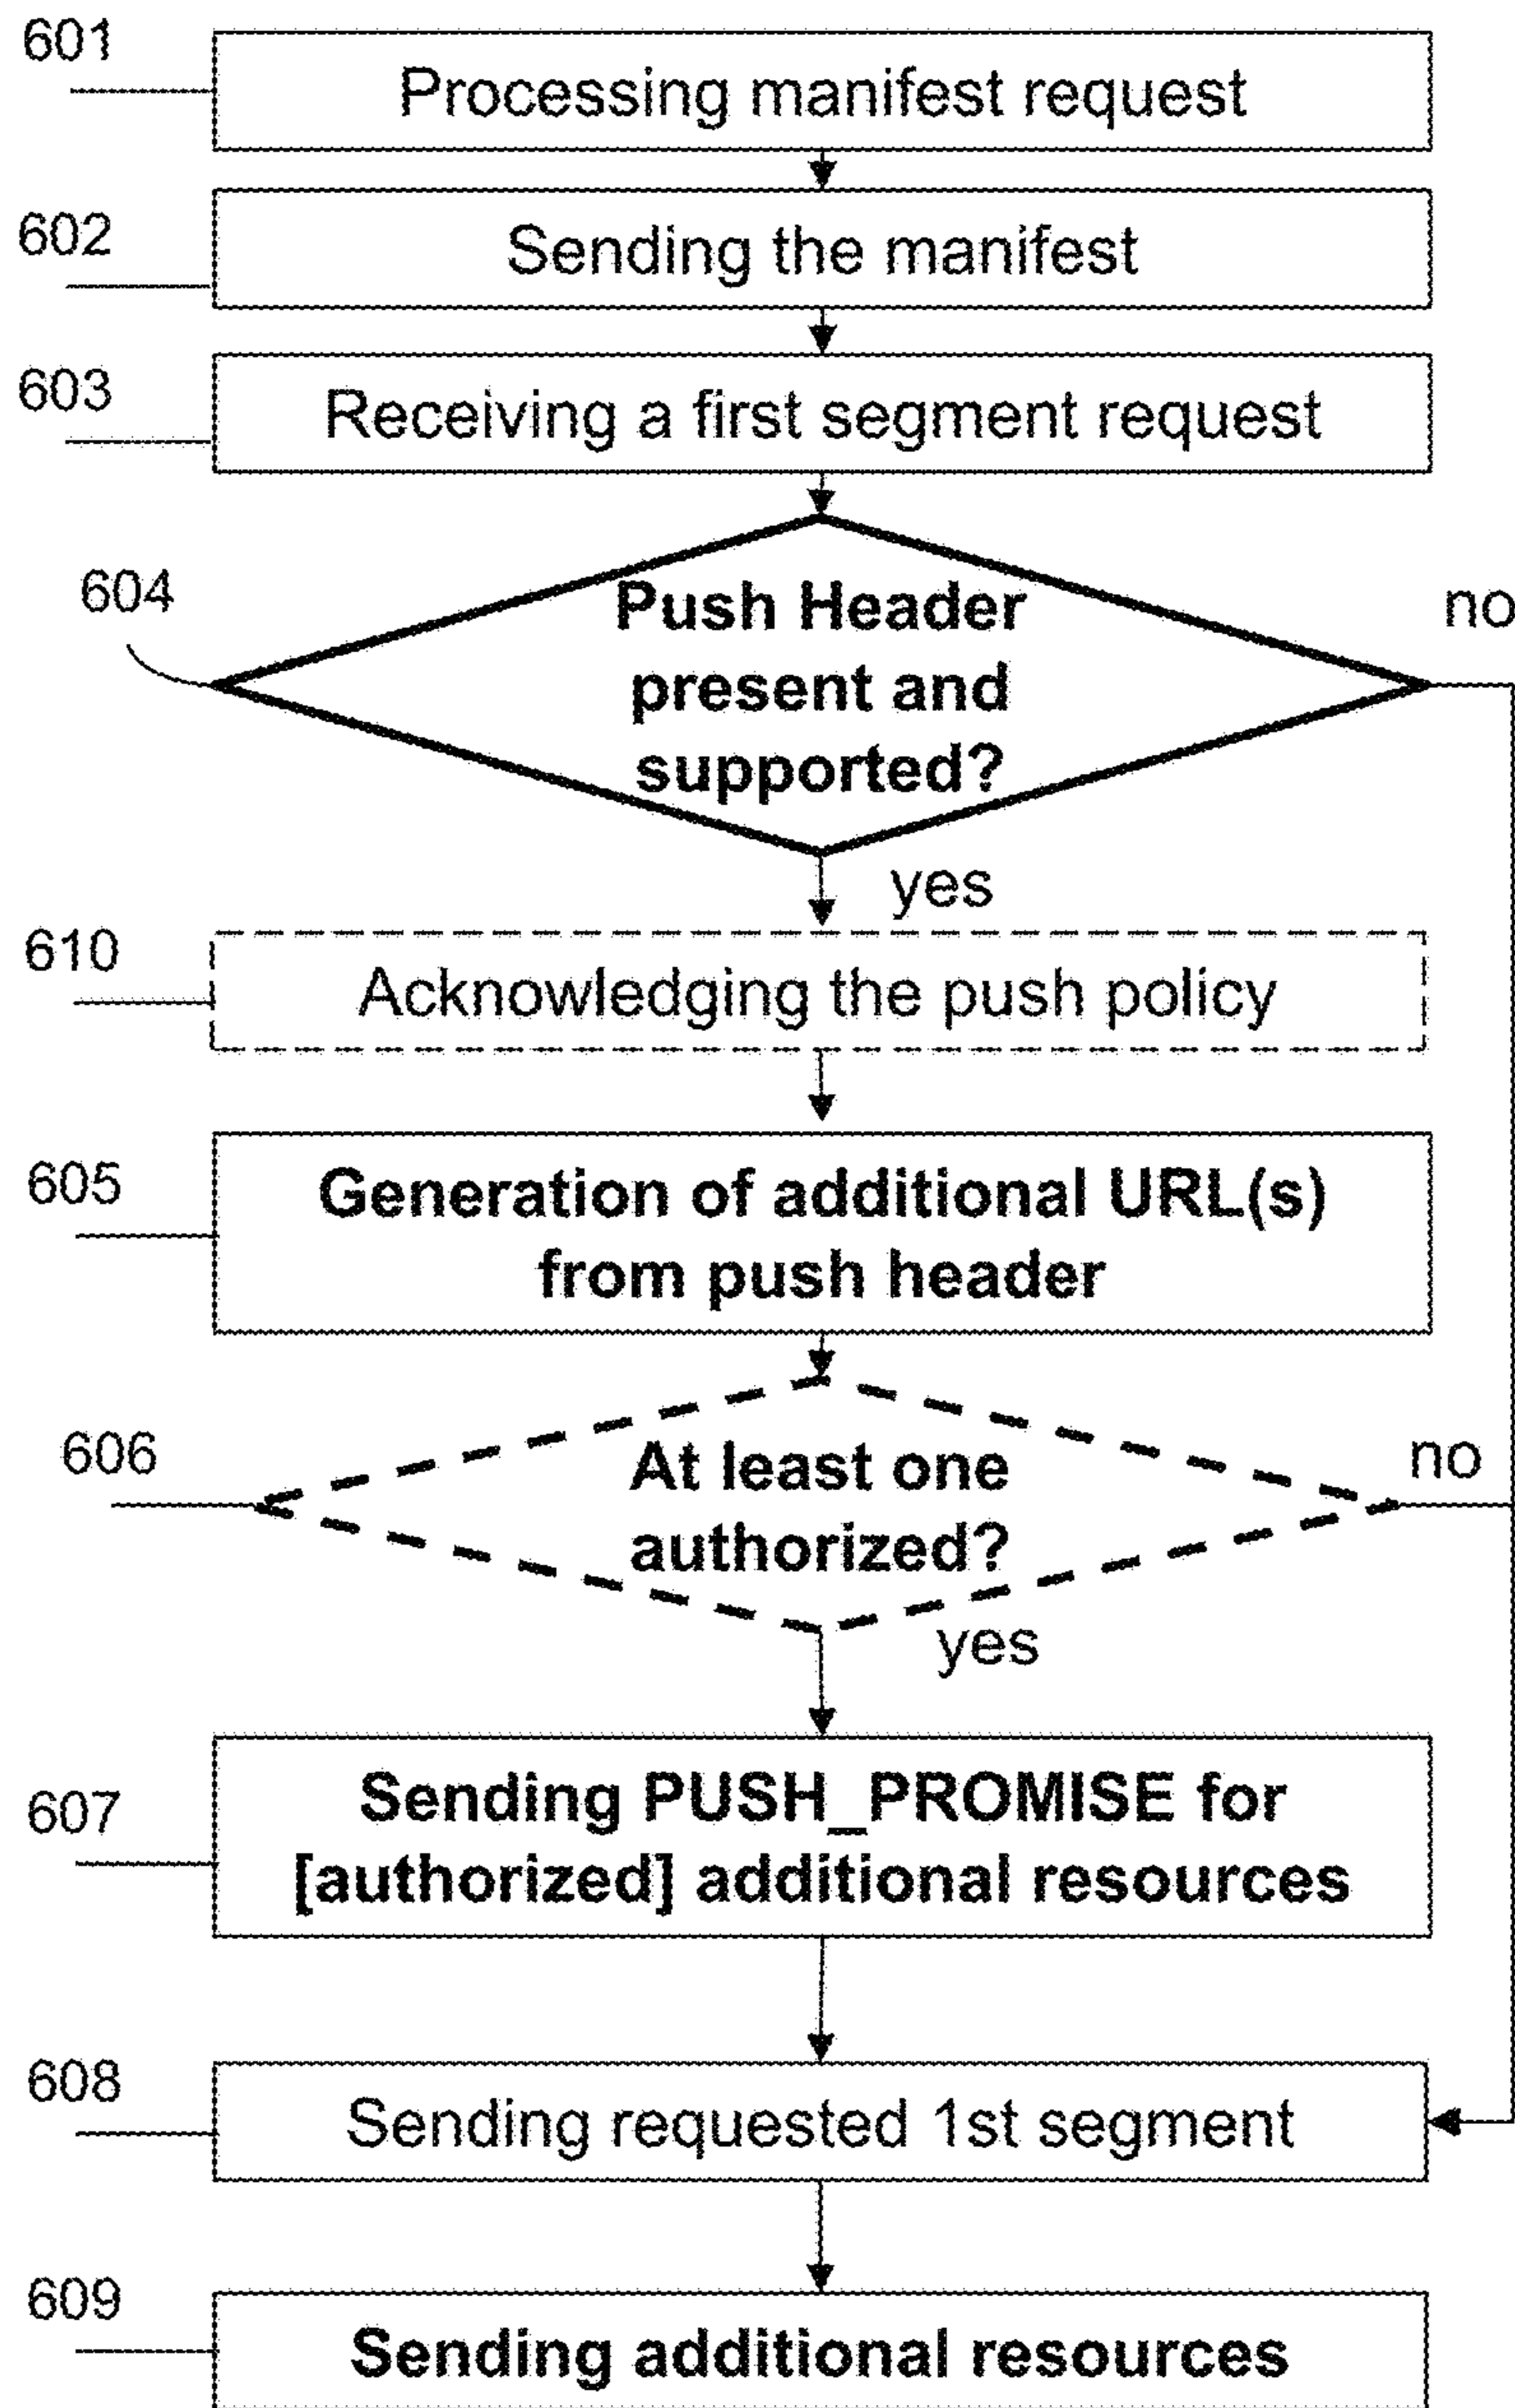 601
Processing manifest request
602
Sending the manifest
603
Receiving a first segment request
604
Push Header
present and
supported?
no
yes
610
Acknowledging the push policy
605
Generation of additional URL(s)
from push header
606
At least one
authorized?
no
yes
607
Sending PUSH_PROMISE for
[authorized] additional resources
608
Sending requested 1st segment
609
Sending additional resources